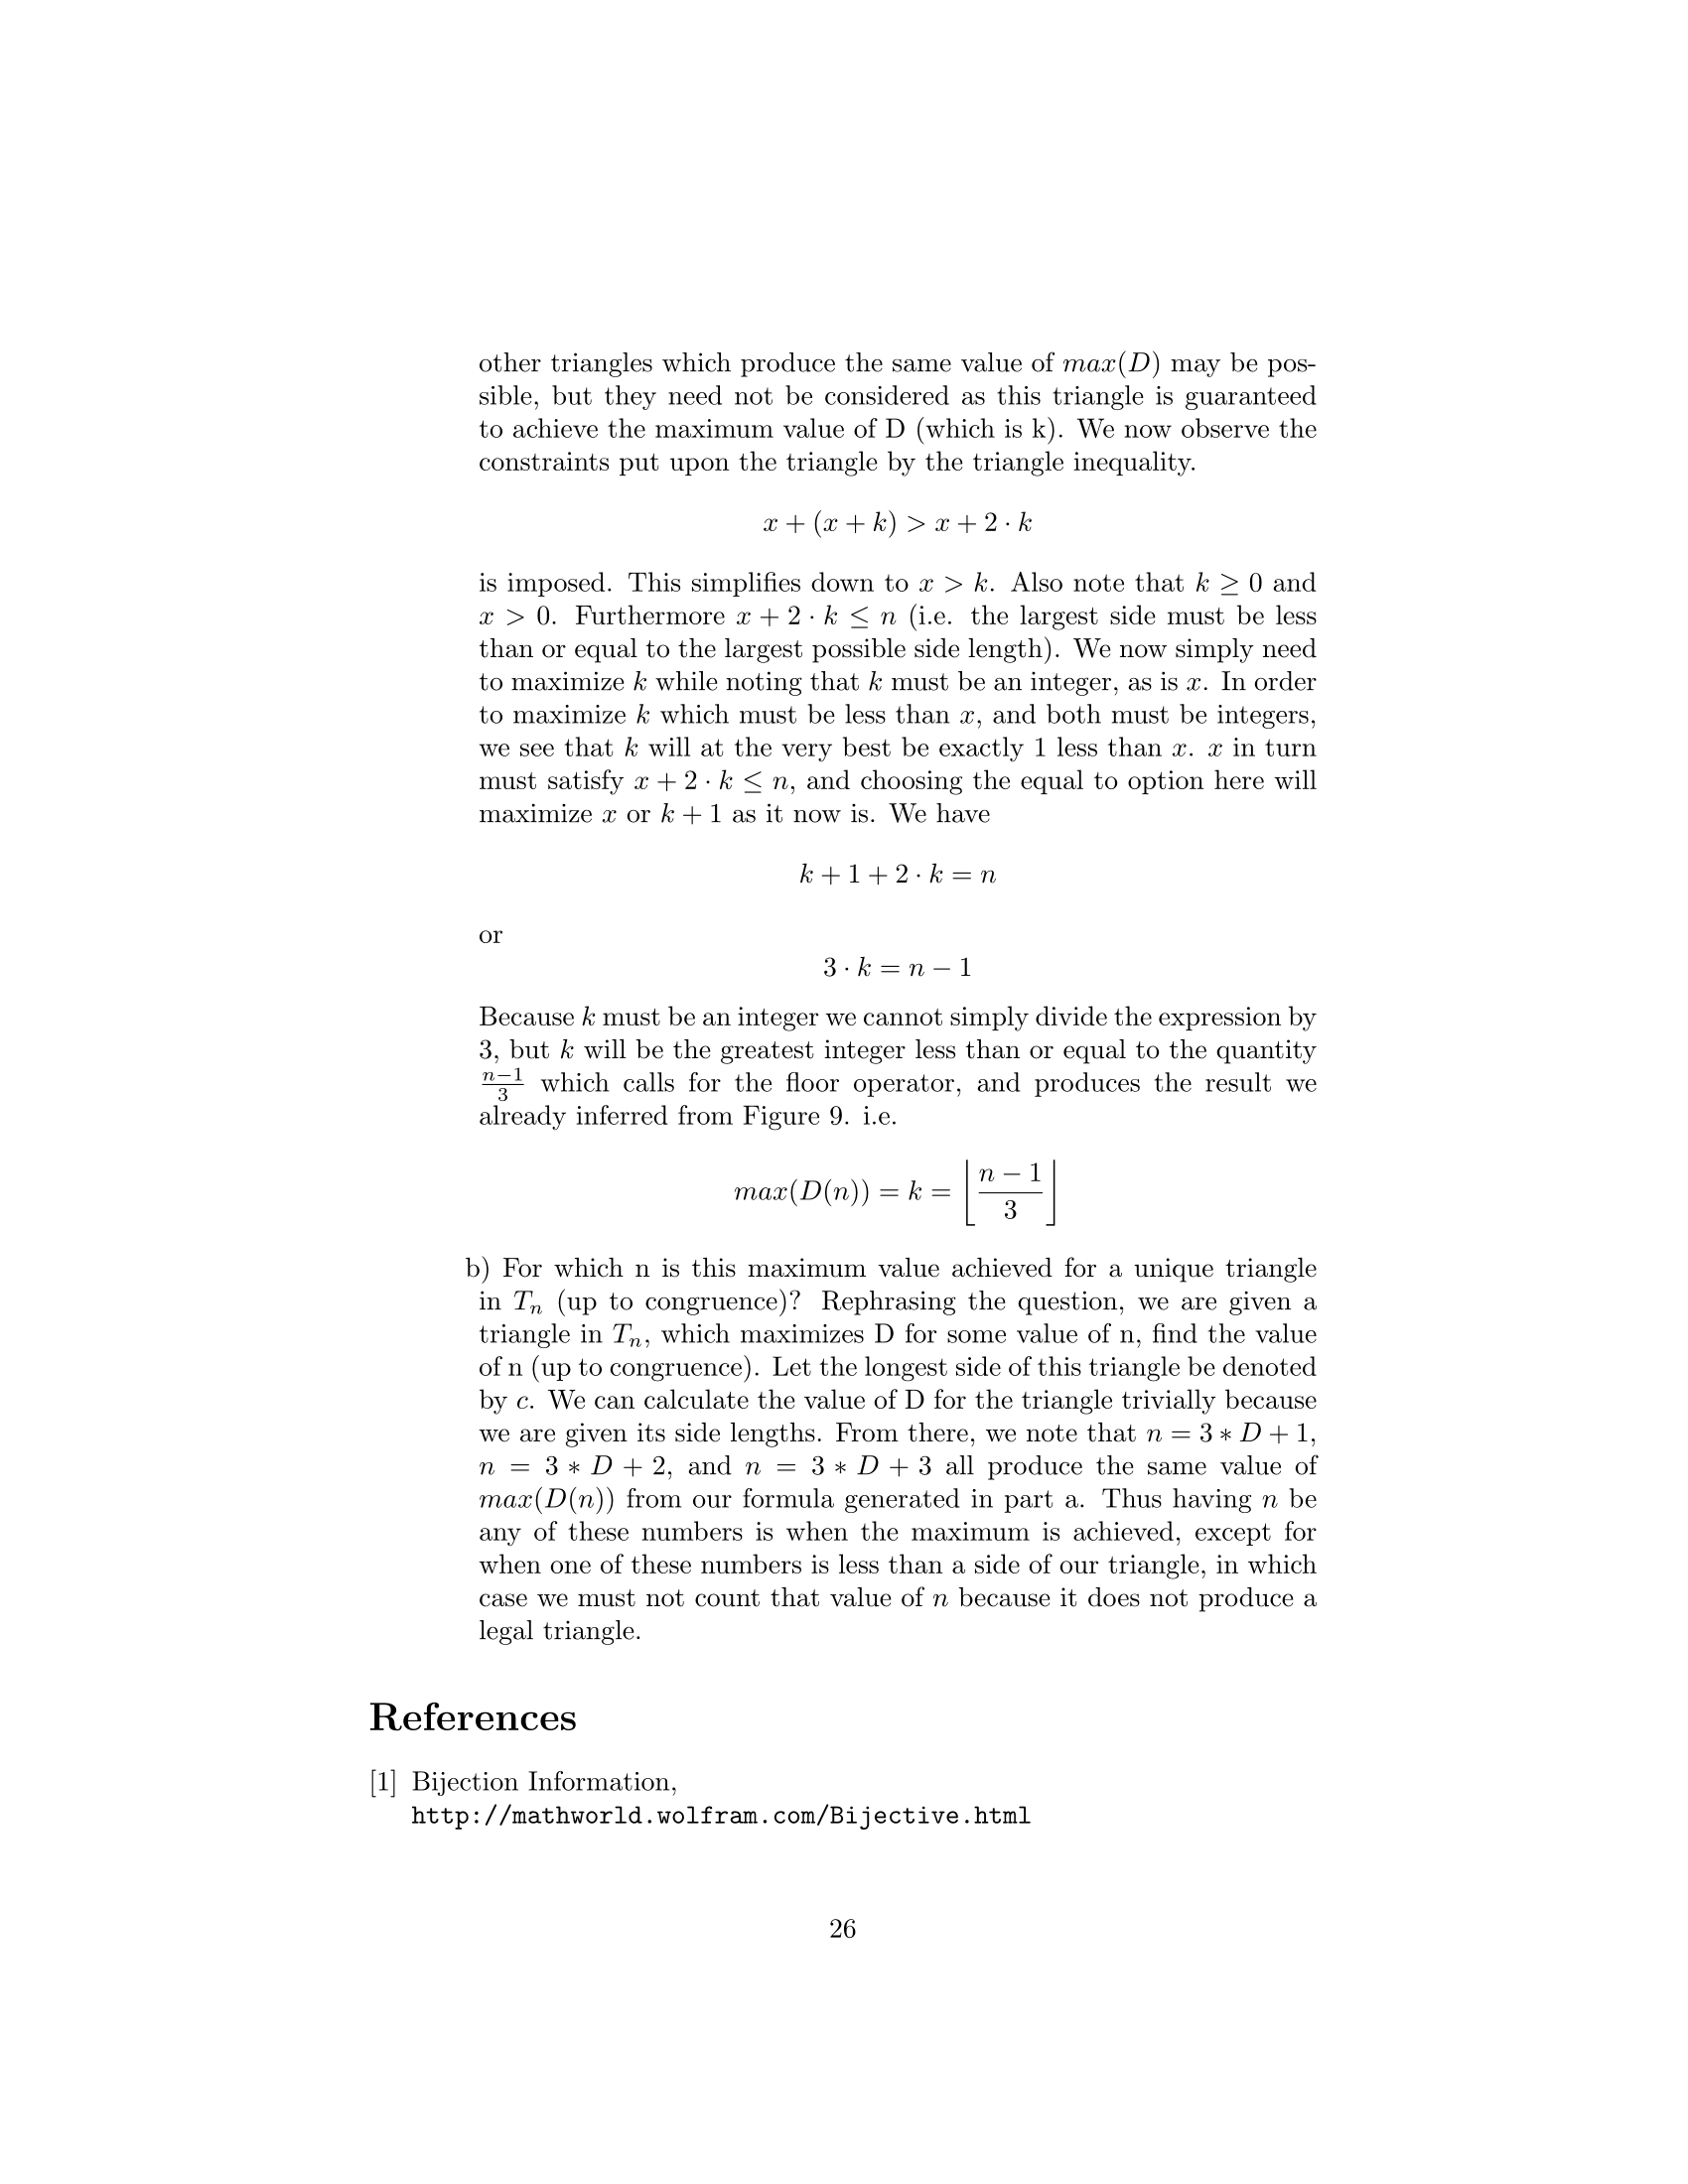 other triangles which produce the same value of max(D) may be pos-
sible, but they need not be considered as this triangle is guaranteed
to achieve the maximum value of D (which is k). We now observe the
constraints put upon the triangle by the triangle inequality.
x + (x + k) > x + 2 · k
is imposed. This simplifies down to x > k. Also note that k ≥ 0 and
x > 0. Furthermore x + 2 · k ≤ n (i.e. the largest side must be less
than or equal to the largest possible side length). We now simply need
to maximize k while noting that k must be an integer, as is x. In order
to maximize k which must be less than x, and both must be integers,
we see that k will at the very best be exactly 1 less than x. x in turn
must satisfy x + 2 · k ≤ n, and choosing the equal to option here will
maximize x or k + 1 as it now is. We have
k + 1 + 2 · k = n
or
3 · k = n − 1
Because k must be an integer we cannot simply divide the expression by
3, but k will be the greatest integer less than or equal to the quantity
(n−1)/3 which calls for the floor operator, and produces the result we
already inferred from Figure 9. i.e.
max(D(n)) = k = ⌊(n − 1)/3⌋
b) For which n is this maximum value achieved for a unique triangle
in Tₙ (up to congruence)? Rephrasing the question, we are given a
triangle in Tₙ, which maximizes D for some value of n, find the value
of n (up to congruence). Let the longest side of this triangle be denoted
by c. We can calculate the value of D for the triangle trivially because
we are given its side lengths. From there, we note that n = 3 ∗ D + 1,
n = 3 ∗ D + 2, and n = 3 ∗ D + 3 all produce the same value of
max(D(n)) from our formula generated in part a. Thus having n be
any of these numbers is when the maximum is achieved, except for
when one of these numbers is less than a side of our triangle, in which
case we must not count that value of n because it does not produce a
legal triangle.
References
[1] Bijection Information,
http://mathworld.wolfram.com/Bijective.html
26